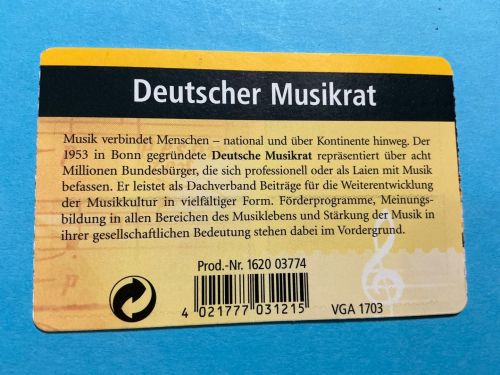 Deutscher Musikrat
Musik verbindet Menschen – national und über Kontinente hinweg. Der
1953 in Bonn gegründete Deutsche Musikrat repräsentiert über acht
Millionen Bundesbürger, die sich professionell oder als Laien mit Musik
befassen. Er leistet als Dachverband Beiträge für die Weiterentwicklung
der Musikkultur in vielfältiger Form. Förderprogramme, Meinungs-
bildung in allen Bereichen des Musiklebens und Stärkung der Musik in
ihrer gesellschaftlichen Bedeutung stehen dabei im Vordergrund.
Prod.-Nr. 1620 03774
4 021777 031215
VGA 1703